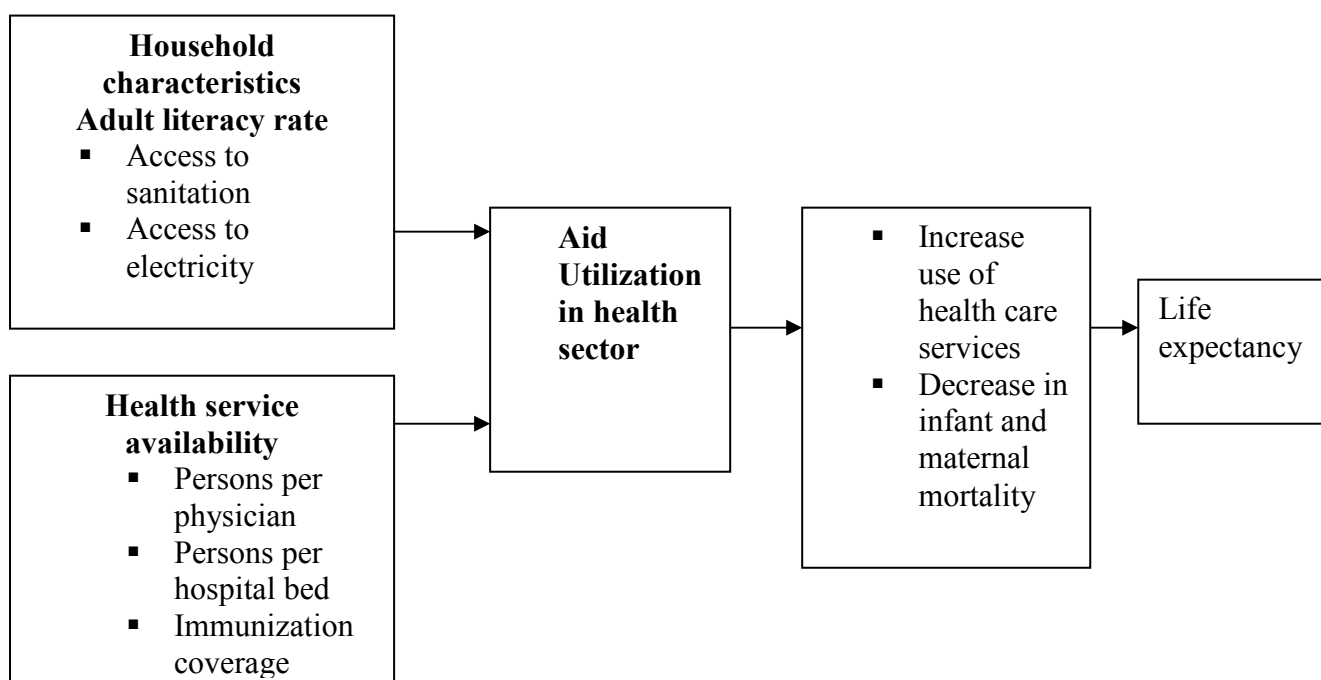 Household
characteristics
Adult literacy rate
▪ Access to
sanitation
▪ Access to
electricity
Health service
availability
▪ Persons per
physician
▪ Persons per
hospital bed
▪ Immunization
coverage
Aid
Utilization
in health
sector
▪ Increase
use of
health care
services
▪ Decrease in
infant and
maternal
mortality
Life
expectancy